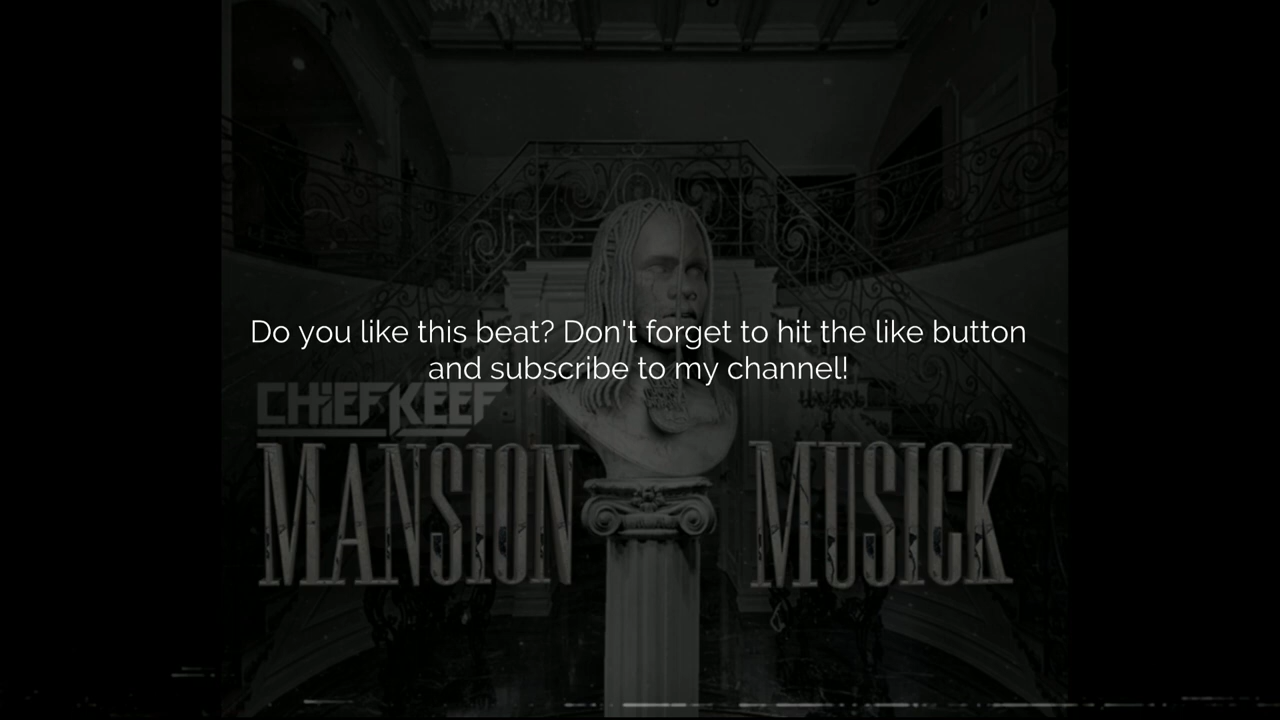 Do you like this beat? Don't forget to hit the like button
and subscribe to my channel!
CHIEF KEEF
MANSION MUSICK